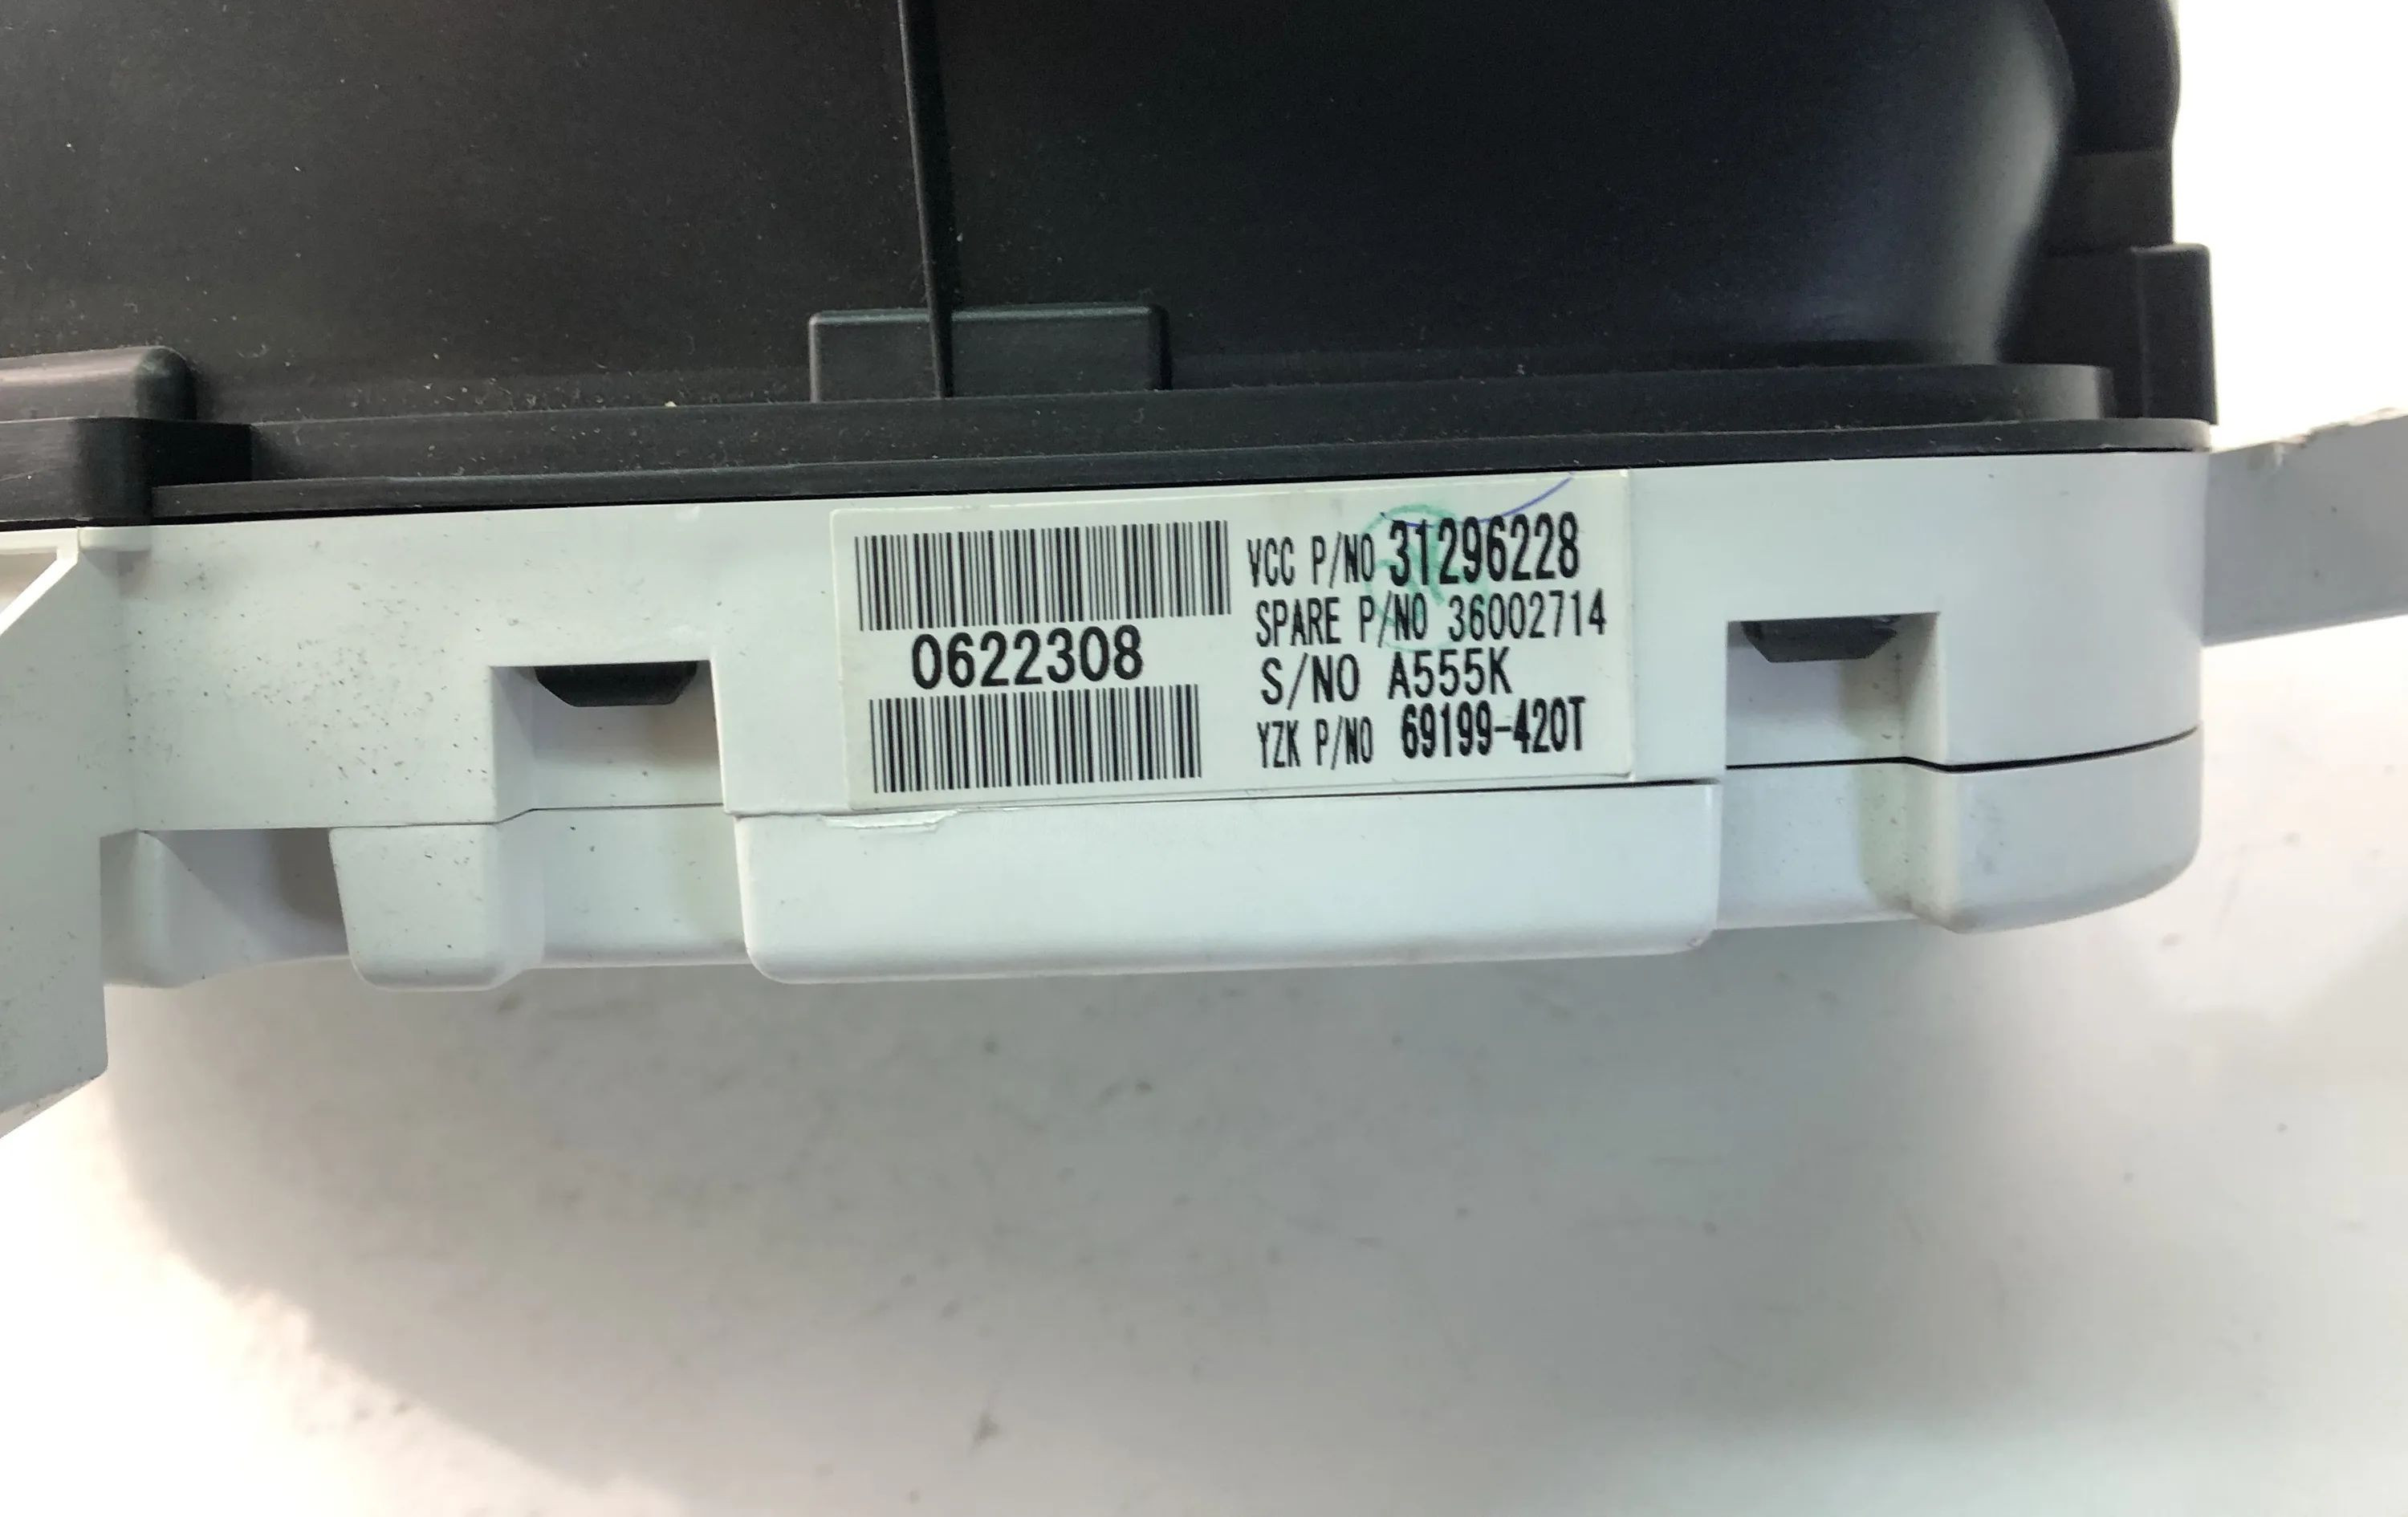 0622308
VCC P/NO 31296228
SPARE P/NO 36002714
S/NO A555K
YZK P/NO 69199-420T